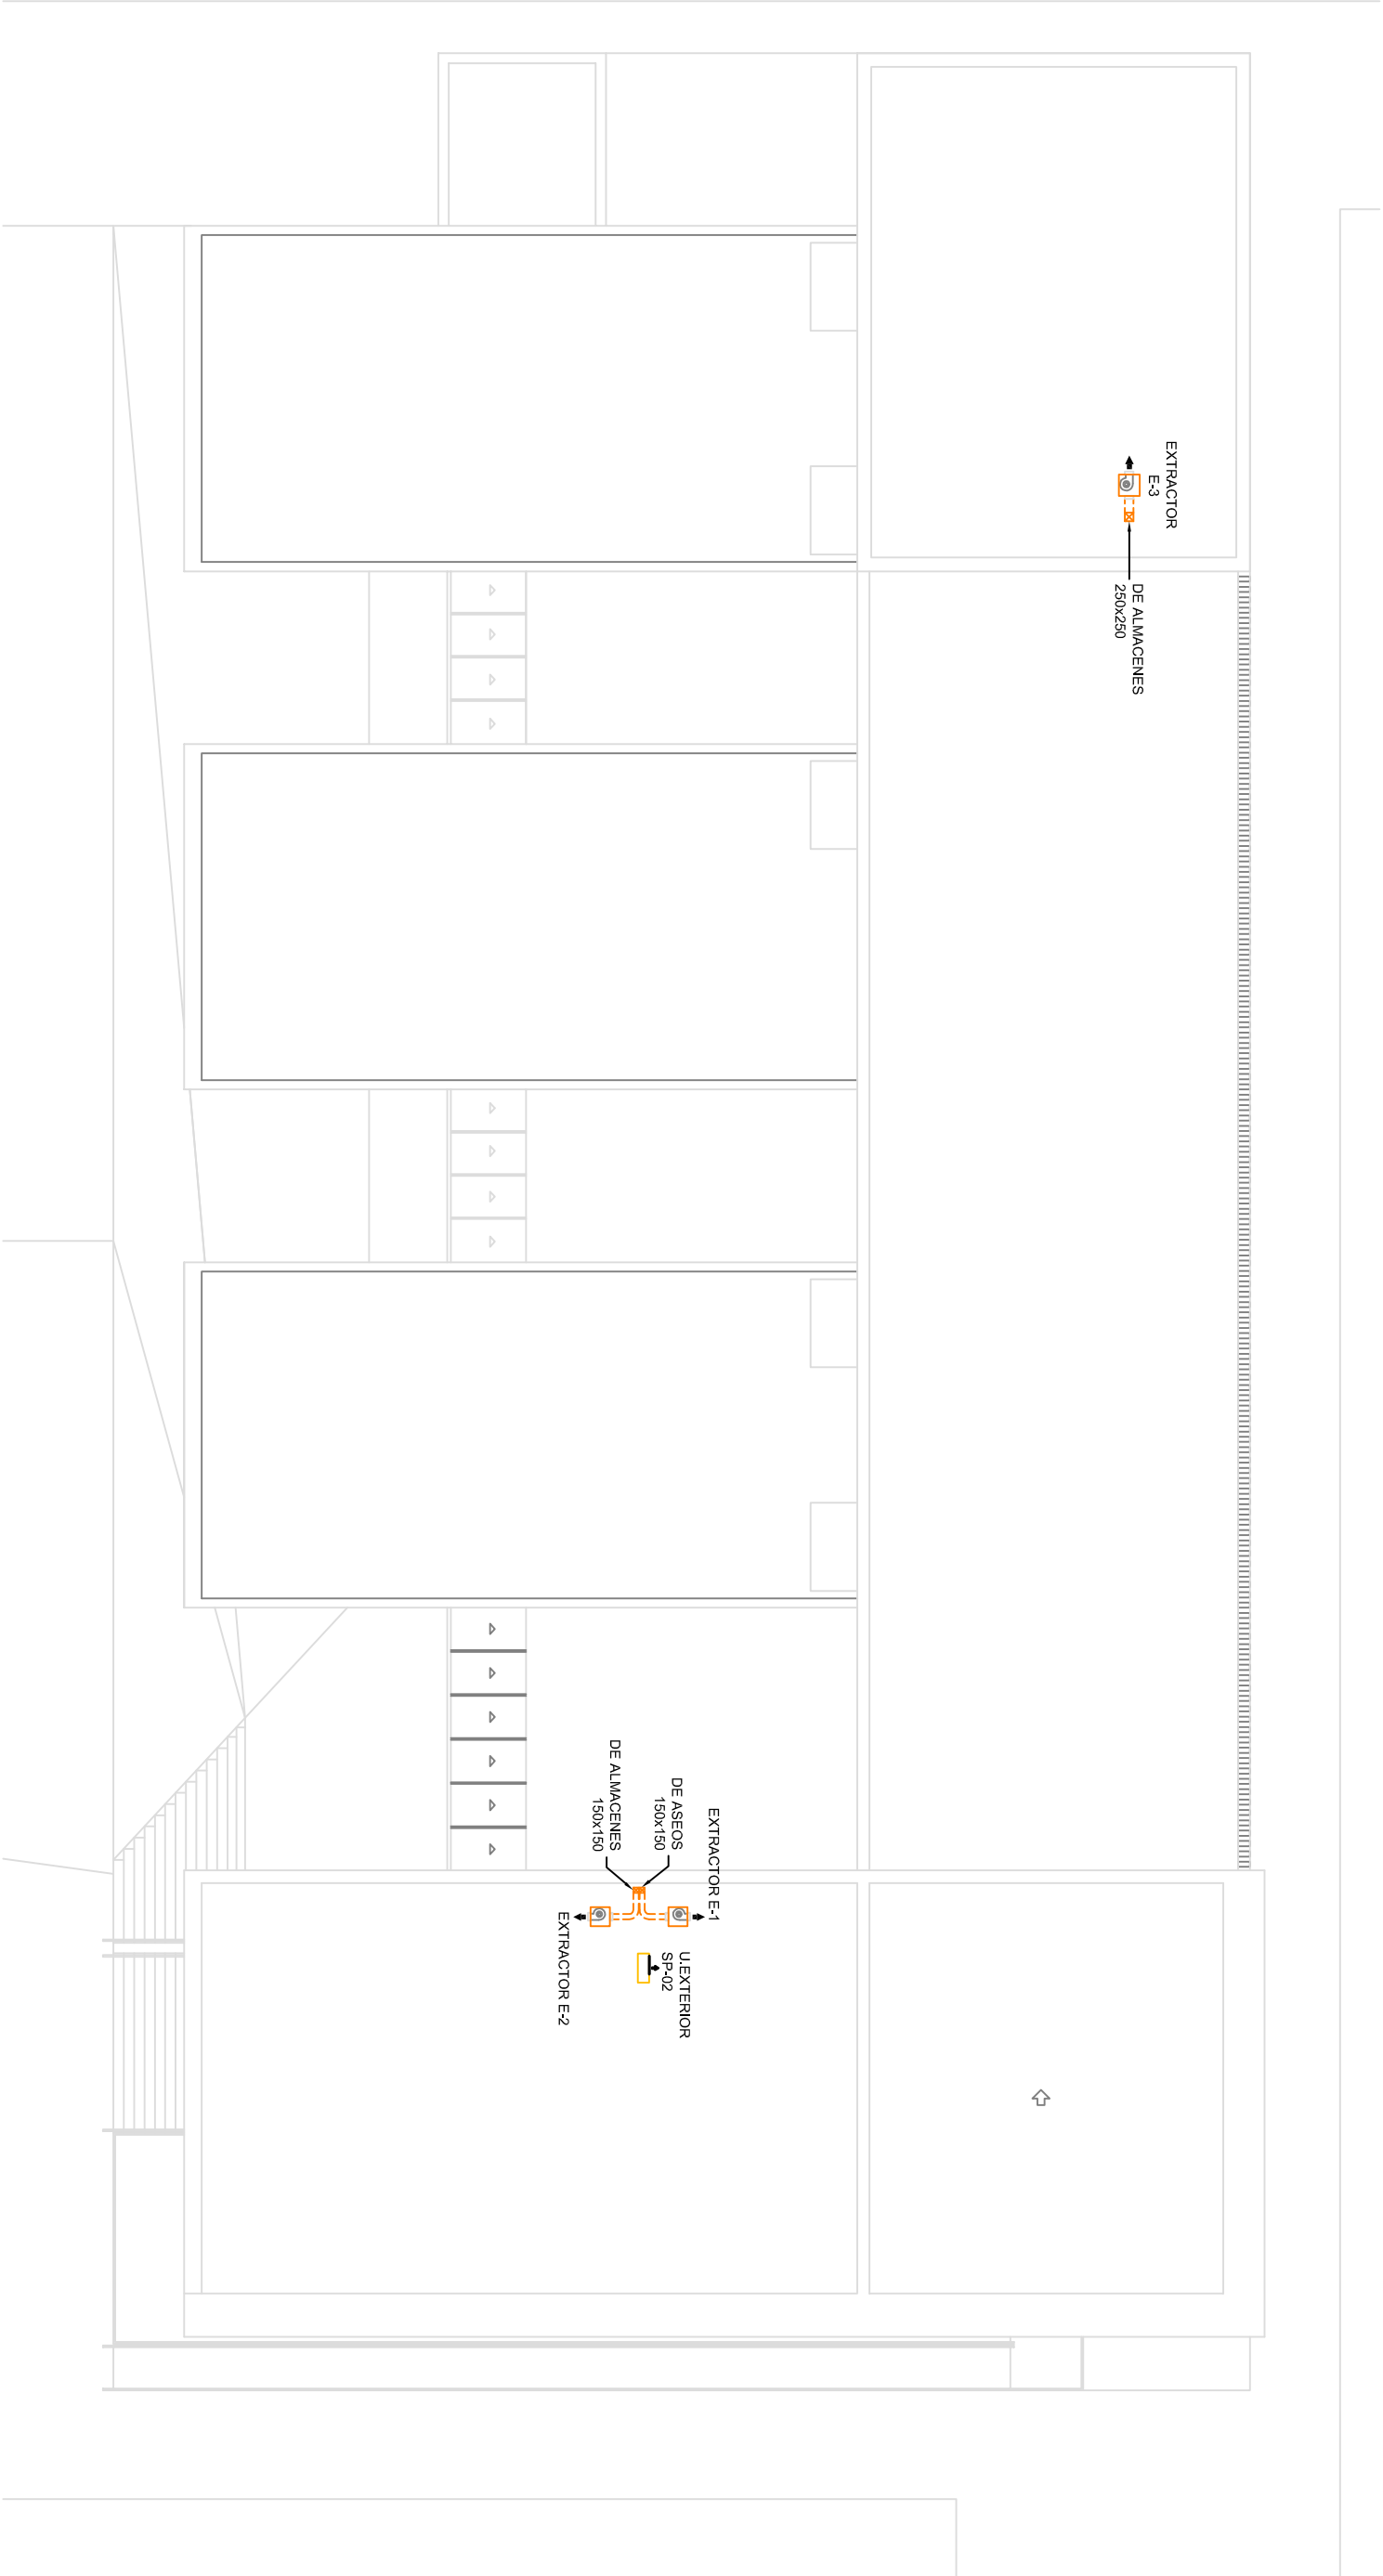 EXTRACTOR
E-3
DE ALMACENES
250x250
EXTRACTOR E-1
DE ASEOS
150x150
DE ALMACENES
150x150
U.EXTERIOR
SP-02
EXTRACTOR E-2